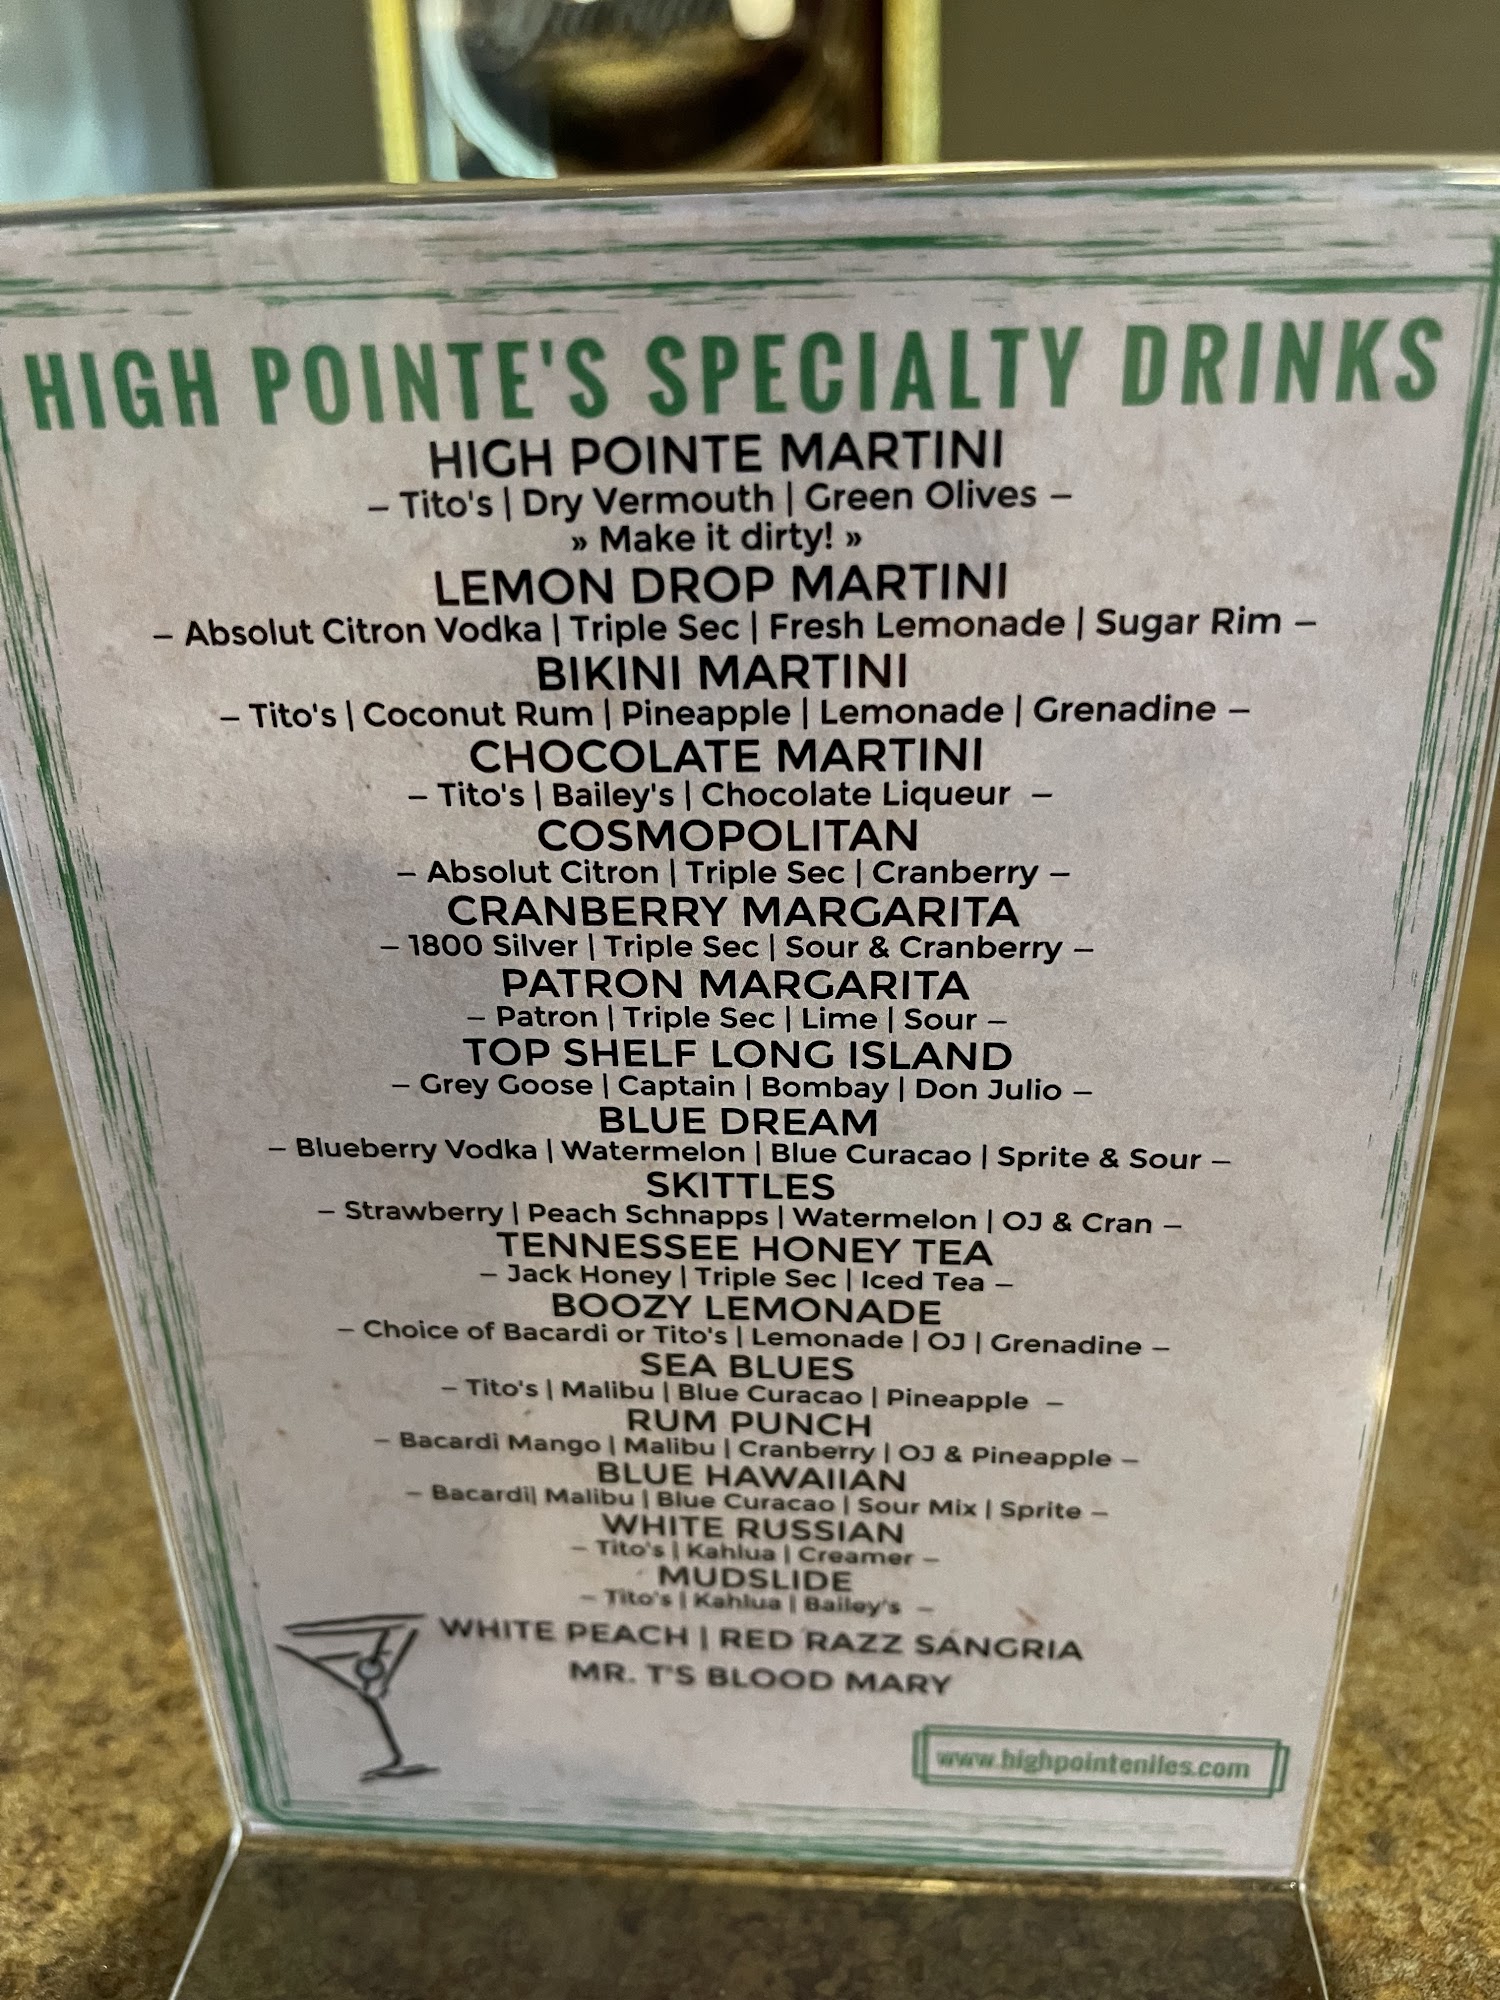 HIGH POINTE'S SPECIALTY DRINKS
HIGH POINTE MARTINI
– Tito's | Dry Vermouth | Green Olives –
» Make it dirty! »
LEMON DROP MARTINI
– Absolut Citron Vodka | Triple Sec | Fresh Lemonade | Sugar Rim –
BIKINI MARTINI
– Tito's | Coconut Rum | Pineapple | Lemonade | Grenadine –
CHOCOLATE MARTINI
– Tito's | Bailey's | Chocolate Liqueur –
COSMOPOLITAN
– Absolut Citron | Triple Sec | Cranberry –
CRANBERRY MARGARITA
– 1800 Silver | Triple Sec | Sour & Cranberry –
PATRON MARGARITA
– Patron | Triple Sec | Lime | Sour –
TOP SHELF LONG ISLAND
– Grey Goose | Captain | Bombay | Don Julio –
BLUE DREAM
– Blueberry Vodka | Watermelon | Blue Curacao | Sprite & Sour –
SKITTLES
– Strawberry | Peach Schnapps | Watermelon | OJ & Cran –
TENNESSEE HONEY TEA
– Jack Honey | Triple Sec | Iced Tea –
BOOZY LEMONADE
– Choice of Bacardi or Tito's | Lemonade | OJ | Grenadine –
SEA BLUES
– Tito's | Malibu | Blue Curacao | Pineapple –
RUM PUNCH
– Bacardi Mango | Malibu | Cranberry | OJ & Pineapple –
BLUE HAWAIIAN
– Bacardi| Malibu | Blue Curacao | Sour Mix | Sprite –
WHITE RUSSIAN
– Tito's | Kahlua | Creamer –
MUDSLIDE
– Tito's | Kahlua | Bailey's –
WHITE PEACH | RED RAZZ SANGRIA
MR. T'S BLOOD MARY
www.highpointeniles.com